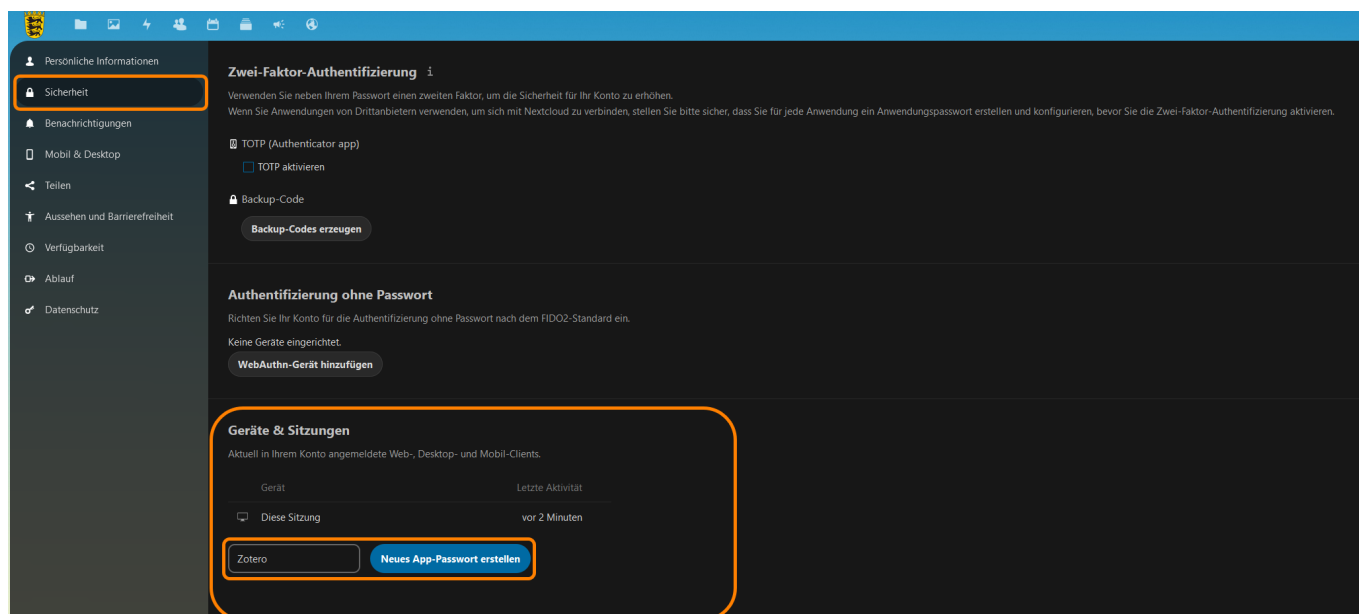 Persönliche Informationen
Sicherheit
Benachrichtigungen
Mobil & Desktop
Teilen
Aussehen und Barrierefreiheit
Verfügbarkeit
Ablauf
Datenschutz
Zwei-Faktor-Authentifizierung i
Verwenden Sie neben Ihrem Passwort einen zweiten Faktor, um die Sicherheit für Ihr Konto zu erhöhen.
Wenn Sie Anwendungen von Drittanbietern verwenden, um sich mit Nextcloud zu verbinden, stellen Sie bitte sicher, dass Sie für jede Anwendung ein Anwendungspasswort erstellen und konfigurieren, bevor Sie die Zwei-Faktor-Authentifizierung aktivieren.
TOTP (Authenticator app)
TOTP aktivieren
Backup-Code
Backup-Codes erzeugen
Authentifizierung ohne Passwort
Richten Sie Ihr Konto für die Authentifizierung ohne Passwort nach dem FIDO2-Standard ein.
Keine Geräte eingerichtet.
WebAuthn-Gerät hinzufügen
Geräte & Sitzungen
Aktuell in Ihrem Konto angemeldete Web-, Desktop- und Mobil-Clients.
Gerät Letzte Aktivität
Diese Sitzung vor 2 Minuten
Zotero Neues App-Passwort erstellen